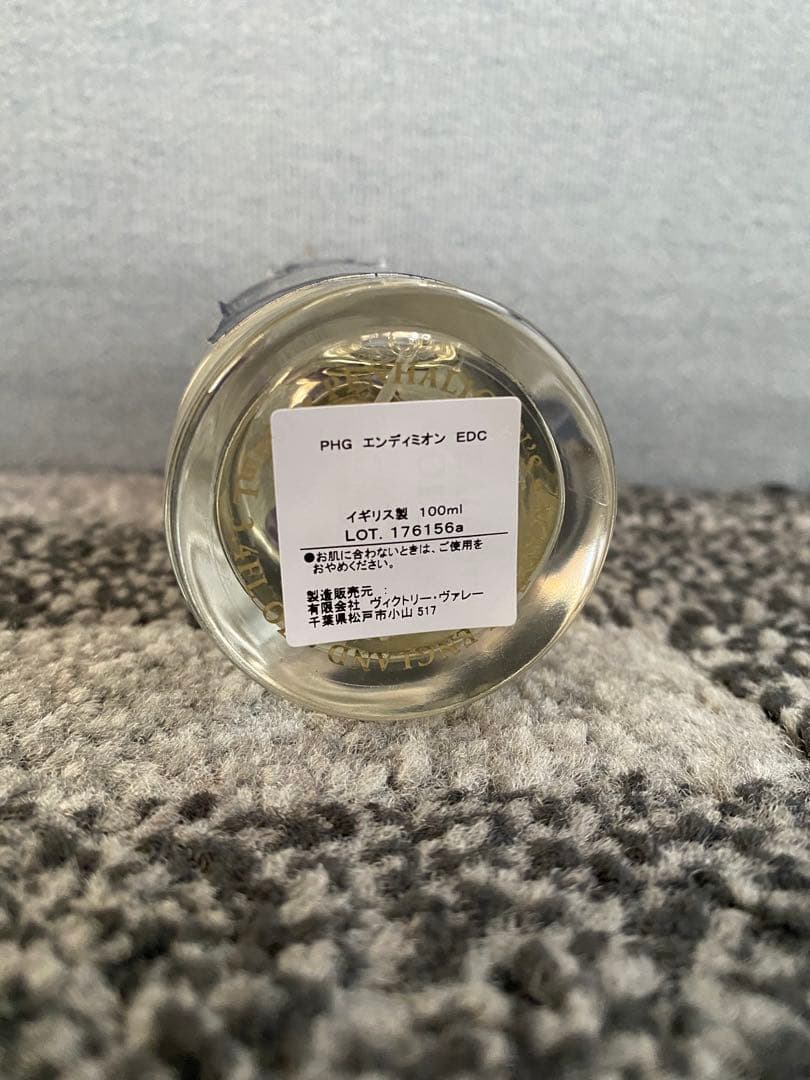 PHG エンディミオン EDC
イギリス製 100ml
LOT. 176156a
●お肌に合わないときは、ご使用を
おやめください。
製造販売元 :
有限会社 ヴィクトリー・ヴァレー
千葉県松戸市小山 517
ENGLAND